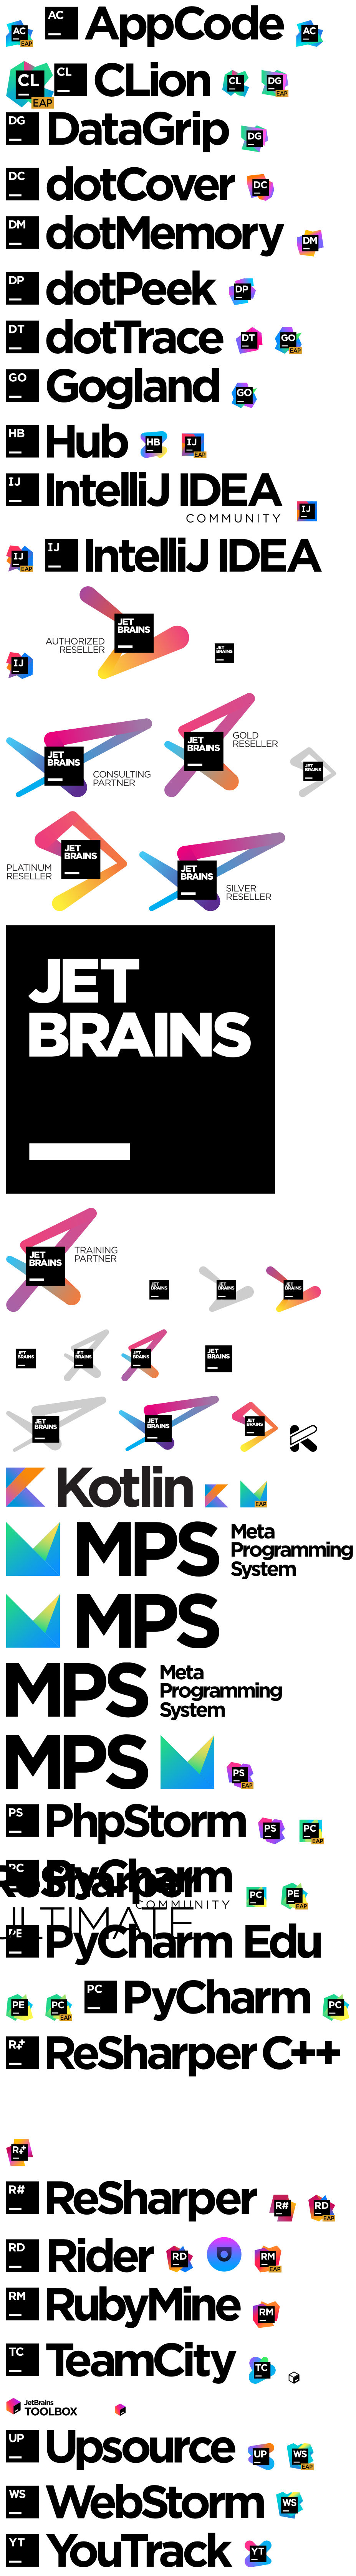 AC EAP AC AppCode AC
CL EAP CL CLion CL DG EAP
DG DataGrip DG
DC dotCover DC
DM dotMemory DM
DP dotPeek DP
DT dotTrace DT GO EAP
GO Gogland GO
HB Hub HB IJ EAP
IJ IntelliJ IDEA
COMMUNITY IJ
IJ EAP IJ IntelliJ IDEA
JET
BRAINS
AUTHORIZED
RESELLER
JET
BRAINS
IJ
JET
BRAINS
CONSULTING
PARTNER
JET
BRAINS
GOLD
RESELLER
JET
BRAINS
PLATINUM
RESELLER
JET
BRAINS
JET
BRAINS
SILVER
RESELLER
JET
BRAINS
JET
BRAINS
TRAINING
PARTNER
JET
BRAINS
JET
BRAINS
JET
BRAINS
JET
BRAINS
JET
BRAINS
JET
BRAINS
JET
BRAINS
JET
BRAINS
JET
BRAINS
JET
BRAINS
Kotlin EAP
MPS Meta
Programming
System
MPS
MPS Meta
Programming
System
MPS PS EAP
PS PhpStorm PS PC EAP
PC PyCharm
ReSharper
COMMUNITY PC PE EAP
ULTIMATE
PE PyCharm Edu
PE PC EAP PC PyCharm PC
R++ ReSharper C++
R++
R# ReSharper R# RD EAP
RD Rider RD RM EAP
RM RubyMine RM
TC TeamCity TC
JetBrains
TOOLBOX
UP Upsource UP WS EAP
WS WebStorm WS
YT YouTrack YT